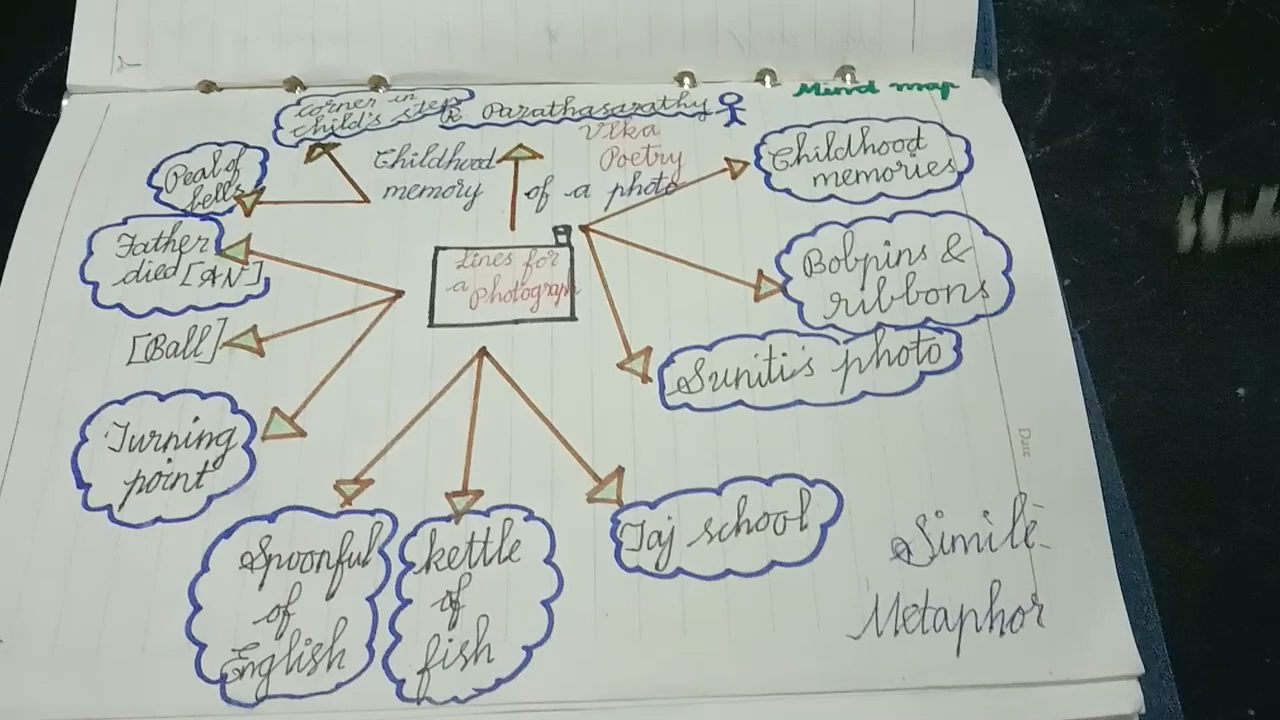 Mind map
corner in
child's step
R Parathasarathy
Vlka
Poetry
Childhood
memory
of a photo
Peal of
bells
Childhood
memories
Father
died [AN]
Lines for
a
Photograph
Bobpins &
ribbons
[Ball]
Suniti's photo
Turning
point
Date
Spoonful
of
English
kettle
of
fish
Taj school
Simile
Metaphor